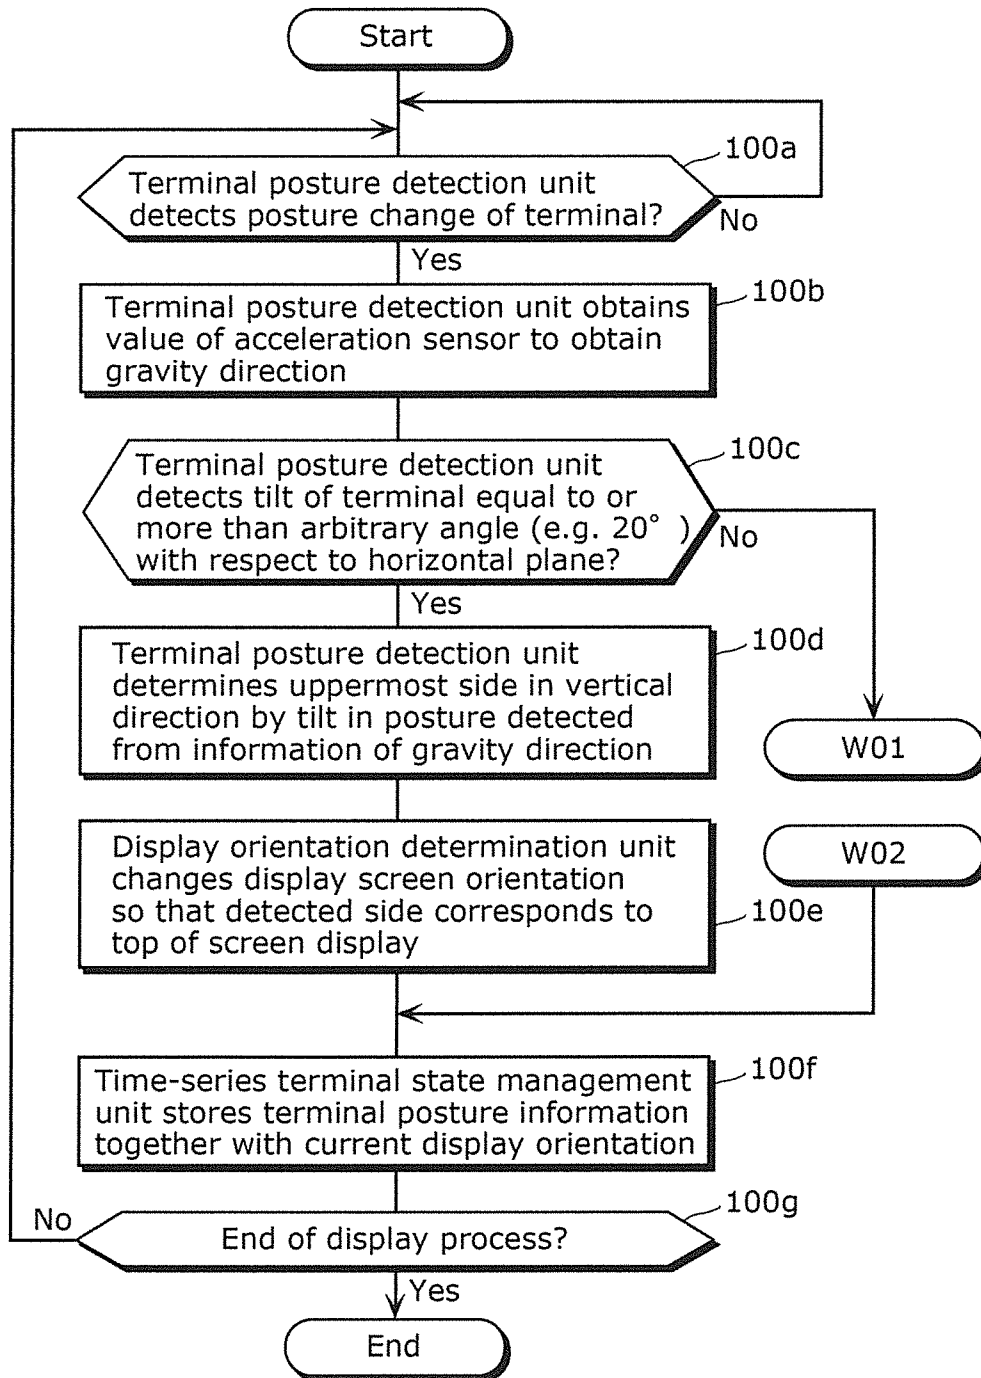 Start
100a
Terminal posture detection unit
detects posture change of terminal?
No
Yes
100b
Terminal posture detection unit obtains
value of acceleration sensor to obtain
gravity direction
100c
Terminal posture detection unit
detects tilt of terminal equal to or
more than arbitrary angle (e.g. 20° )
with respect to horizontal plane?
No
Yes
100d
Terminal posture detection unit
determines uppermost side in vertical
direction by tilt in posture detected
from information of gravity direction
W01
W02
Display orientation determination unit
changes display screen orientation
so that detected side corresponds to
top of screen display
100e
100f
Time-series terminal state management
unit stores terminal posture information
together with current display orientation
100g
No
End of display process?
Yes
End